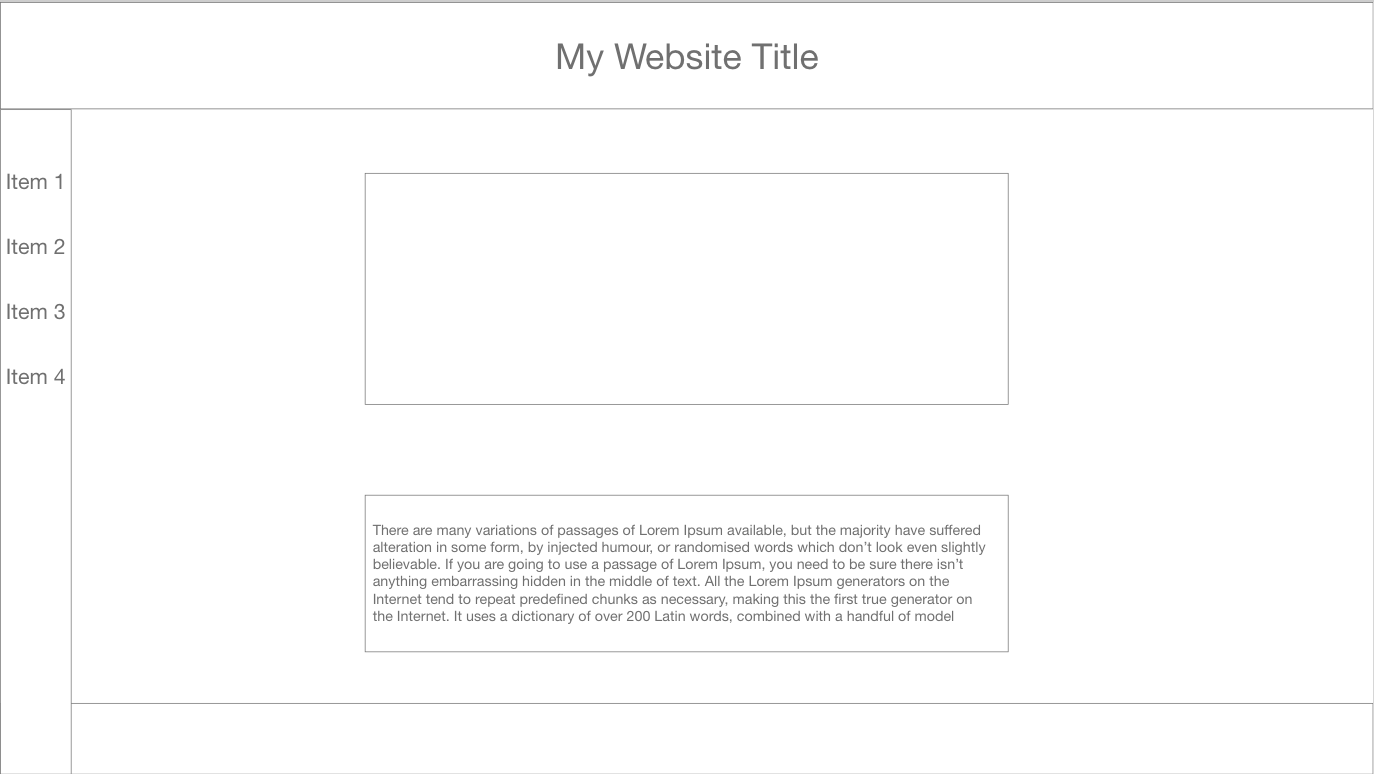 My Website Title
Item 1
Item 2
Item 3
Item 4
There are many variations of passages of Lorem Ipsum available, but the majority have suffered
alteration in some form, by injected humour, or randomised words which don’t look even slightly
believable. If you are going to use a passage of Lorem Ipsum, you need to be sure there isn’t
anything embarrassing hidden in the middle of text. All the Lorem Ipsum generators on the
Internet tend to repeat predefined chunks as necessary, making this the first true generator on
the Internet. It uses a dictionary of over 200 Latin words, combined with a handful of model